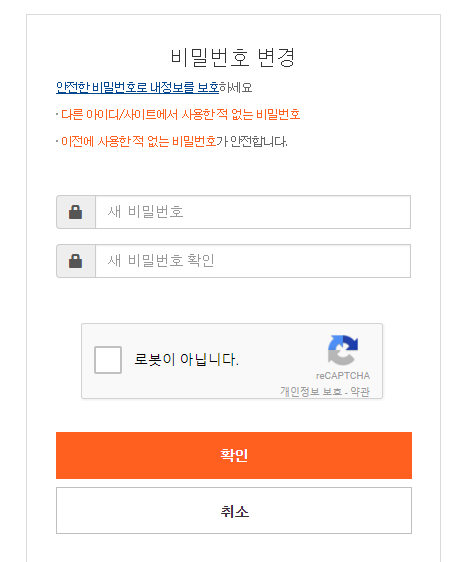 비밀번호 변경
안전한 비밀번호로 내정보를 보호하세요
· 다른 아이디/사이트에서 사용한 적 없는 비밀번호
· 이전에 사용한 적 없는 비밀번호가 안전합니다.
새 비밀번호
새 비밀번호 확인
로봇이 아닙니다.
reCAPTCHA
개인정보 보호 - 약관
확인
취소